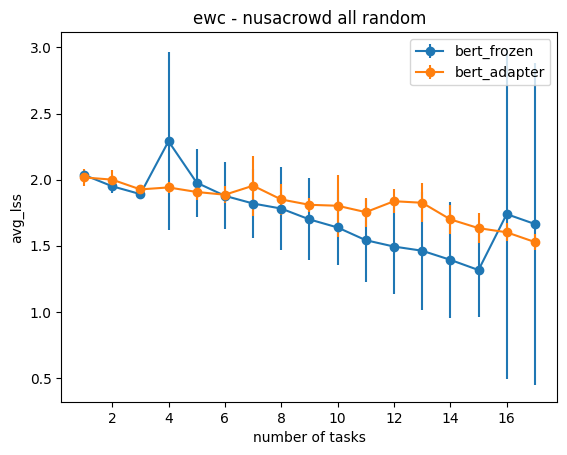 ewc - nusacrowd all random
bert_frozen
bert_adapter
3.0
2.5
2.0
1.5
1.0
0.5
avg_lss
2 4 6 8 10 12 14 16
number of tasks